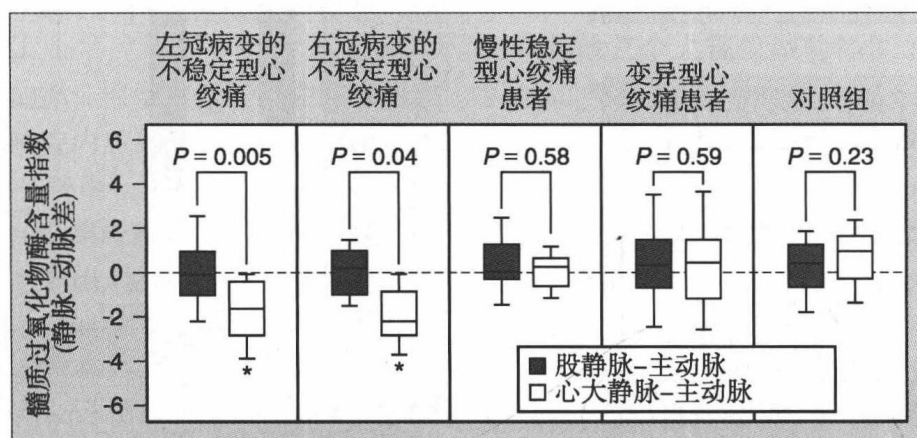 左冠病变的
不稳定型心
绞痛
右冠病变的
不稳定型心
绞痛
慢性稳定
型心绞痛
患者
变异型心
绞痛患者
对照组
髓质过氧化物酶含量指数
(静脉–动脉差)
6
4
2
0
-2
-4
-6
P = 0.005
P = 0.04
P = 0.58
P = 0.59
P = 0.23
*
*
股静脉–主动脉
心大静脉–主动脉